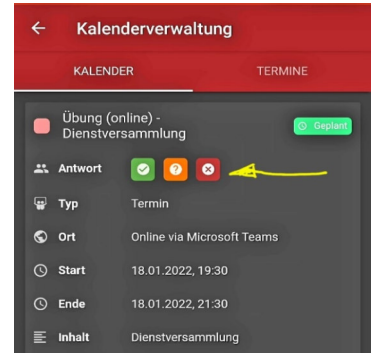 Kalenderverwaltung
KALENDER TERMINE
Übung (online) -
Dienstversammlung
Geplant
Antwort
Typ Termin
Ort Online via Microsoft Teams
Start 18.01.2022, 19:30
Ende 18.01.2022, 21:30
Inhalt Dienstversammlung